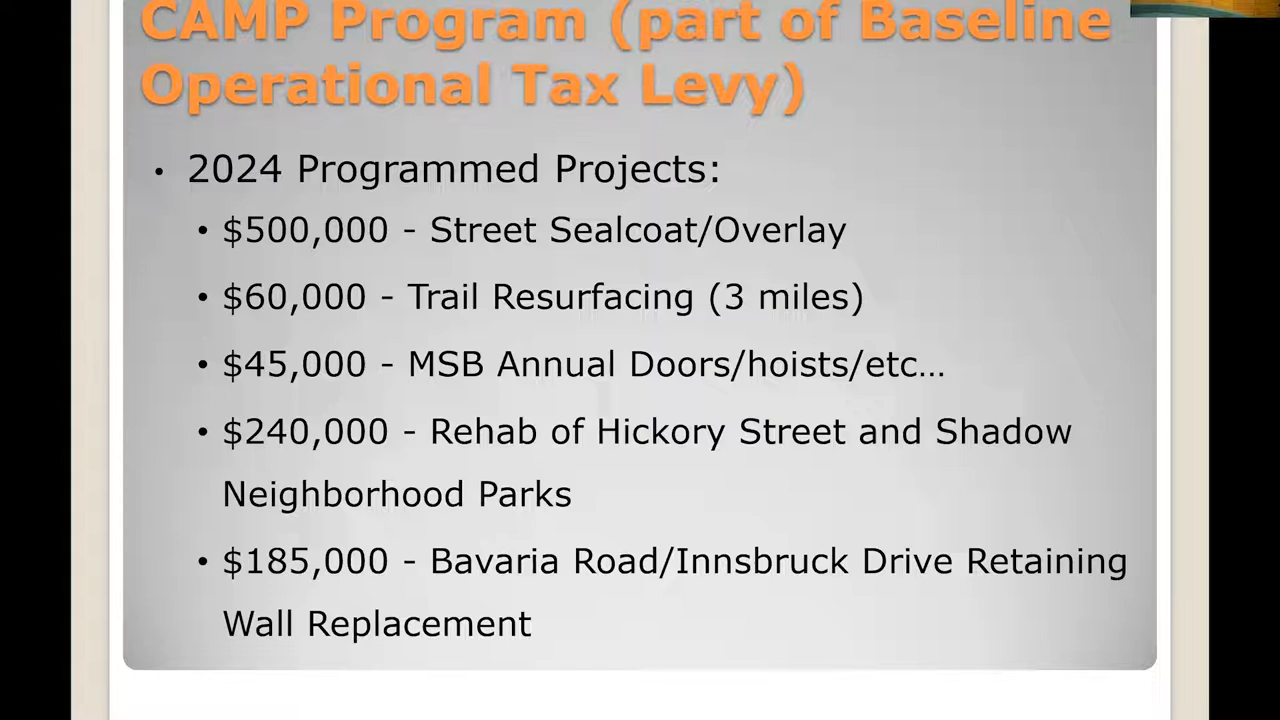 CAMP Program (part of Baseline
Operational Tax Levy)
• 2024 Programmed Projects:
• $500,000 - Street Sealcoat/Overlay
• $60,000 - Trail Resurfacing (3 miles)
• $45,000 - MSB Annual Doors/hoists/etc…
• $240,000 - Rehab of Hickory Street and Shadow
Neighborhood Parks
• $185,000 - Bavaria Road/Innsbruck Drive Retaining
Wall Replacement